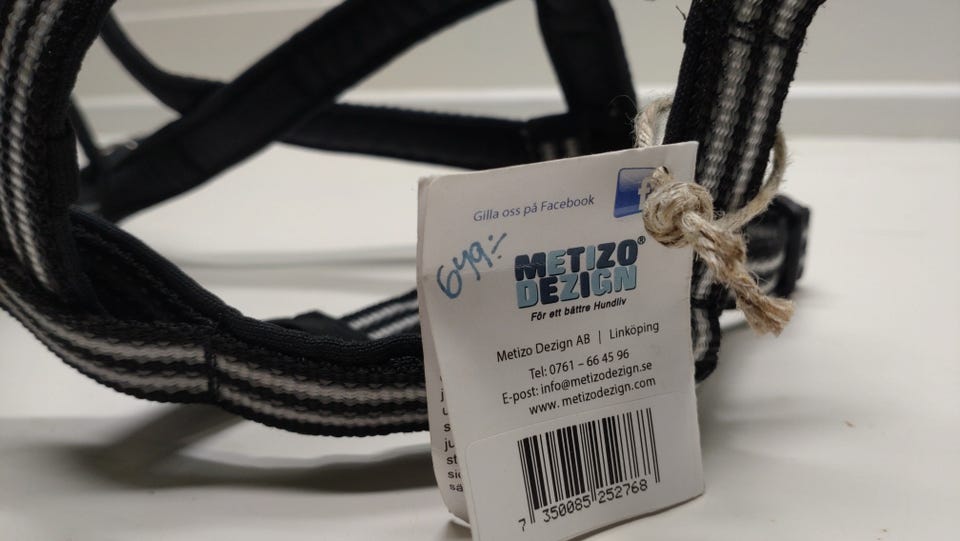 Gilla oss på Facebook
f
649:-
METIZO®
DEZIGN
För ett bättre Hundliv
Metizo Dezign AB | Linköping
Tel: 0761 – 66 45 96
E-post: info@metizodezign.se
www. metizodezign.com
7 350085 252768